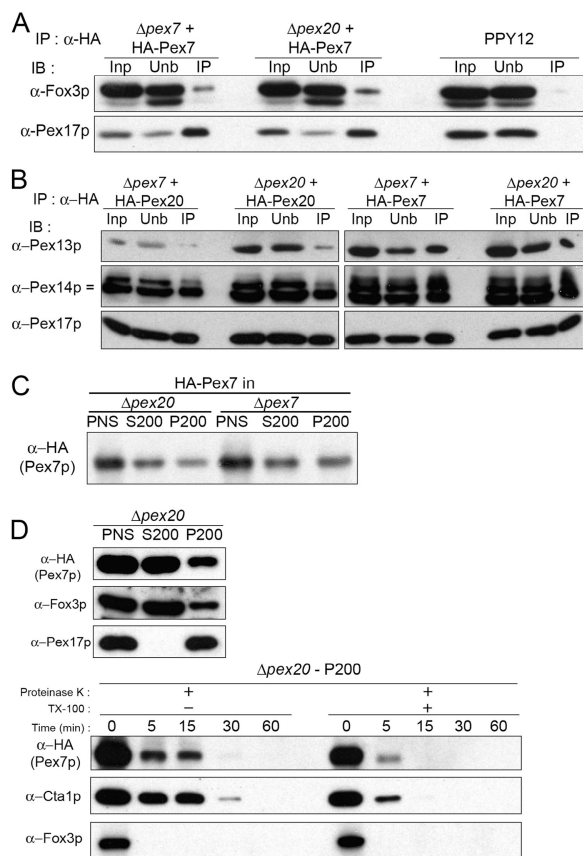 A
IP : α-HA
Δpex7 + HA-Pex7
Δpex20 + HA-Pex7
PPY12
IB :
Inp Unb IP Inp Unb IP Inp Unb IP
α-Fox3p
α-Pex17p
B
IP : α–HA
Δpex7 + HA-Pex20
Δpex20 + HA-Pex20
Δpex7 + HA-Pex7
Δpex20 + HA-Pex7
IB :
Inp Unb IP Inp Unb IP Inp Unb IP Inp Unb IP
α–Pex13p
α–Pex14p =
α–Pex17p
C
HA-Pex7 in
Δpex20 Δpex7
PNS S200 P200 PNS S200 P200
α–HA
(Pex7p)
D
Δpex20
PNS S200 P200
α–HA
(Pex7p)
α–Fox3p
α–Pex17p
Δpex20 - P200
Proteinase K : + +
TX-100 : – +
Time (min) : 0 5 15 30 60 0 5 15 30 60
α–HA
(Pex7p)
α–Cta1p
α–Fox3p